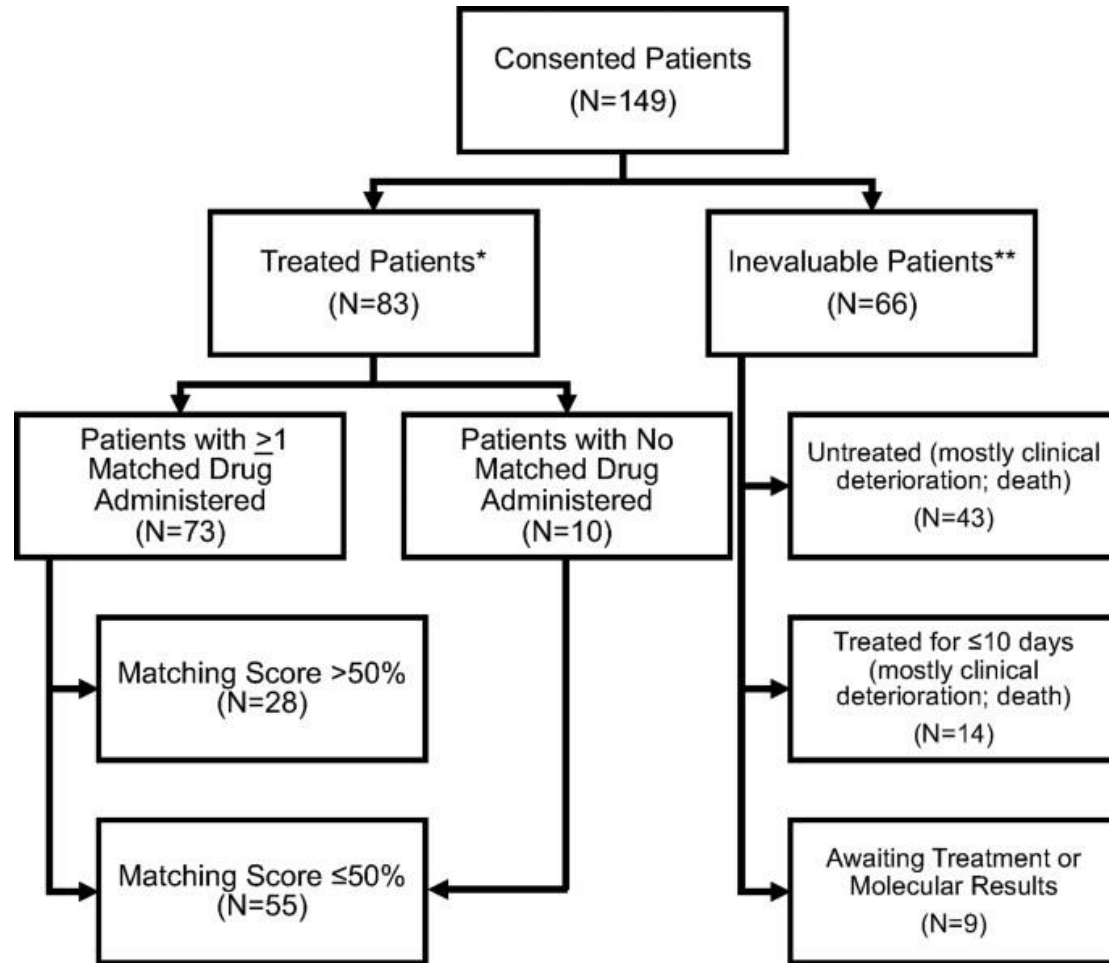 Consented Patients
(N=149)
Treated Patients*
(N=83)
Inevaluable Patients**
(N=66)
Patients with ≥1
Matched Drug
Administered
(N=73)
Patients with No
Matched Drug
Administered
(N=10)
Untreated (mostly clinical
deterioration; death)
(N=43)
Matching Score >50%
(N=28)
Treated for ≤10 days
(mostly clinical
deterioration; death)
(N=14)
Matching Score ≤50%
(N=55)
Awaiting Treatment or
Molecular Results
(N=9)